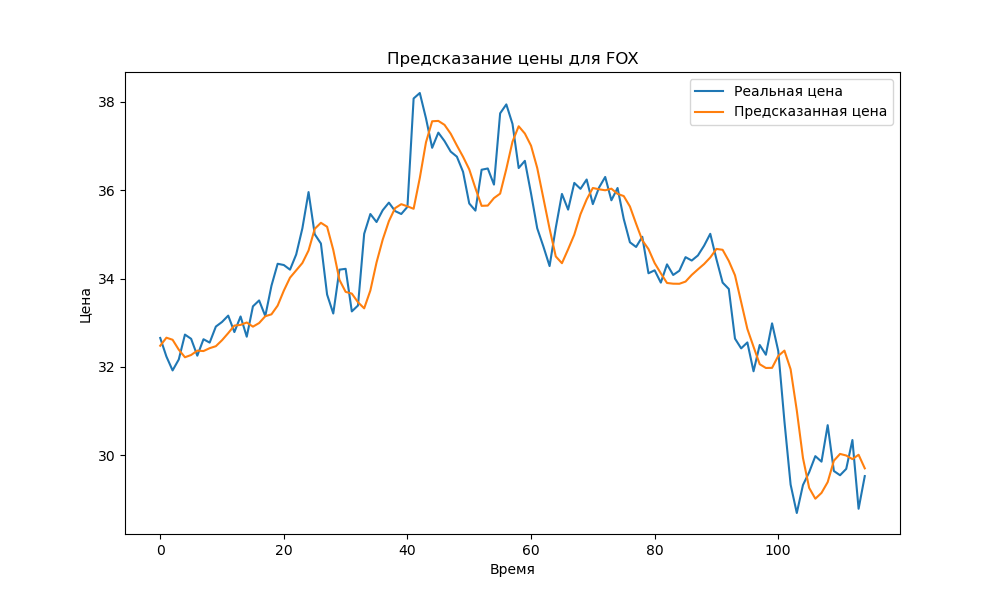 Предсказание цены для FOX
Реальная цена
Предсказанная цена
Цена
38
36
34
32
30
0 20 40 60 80 100
Время